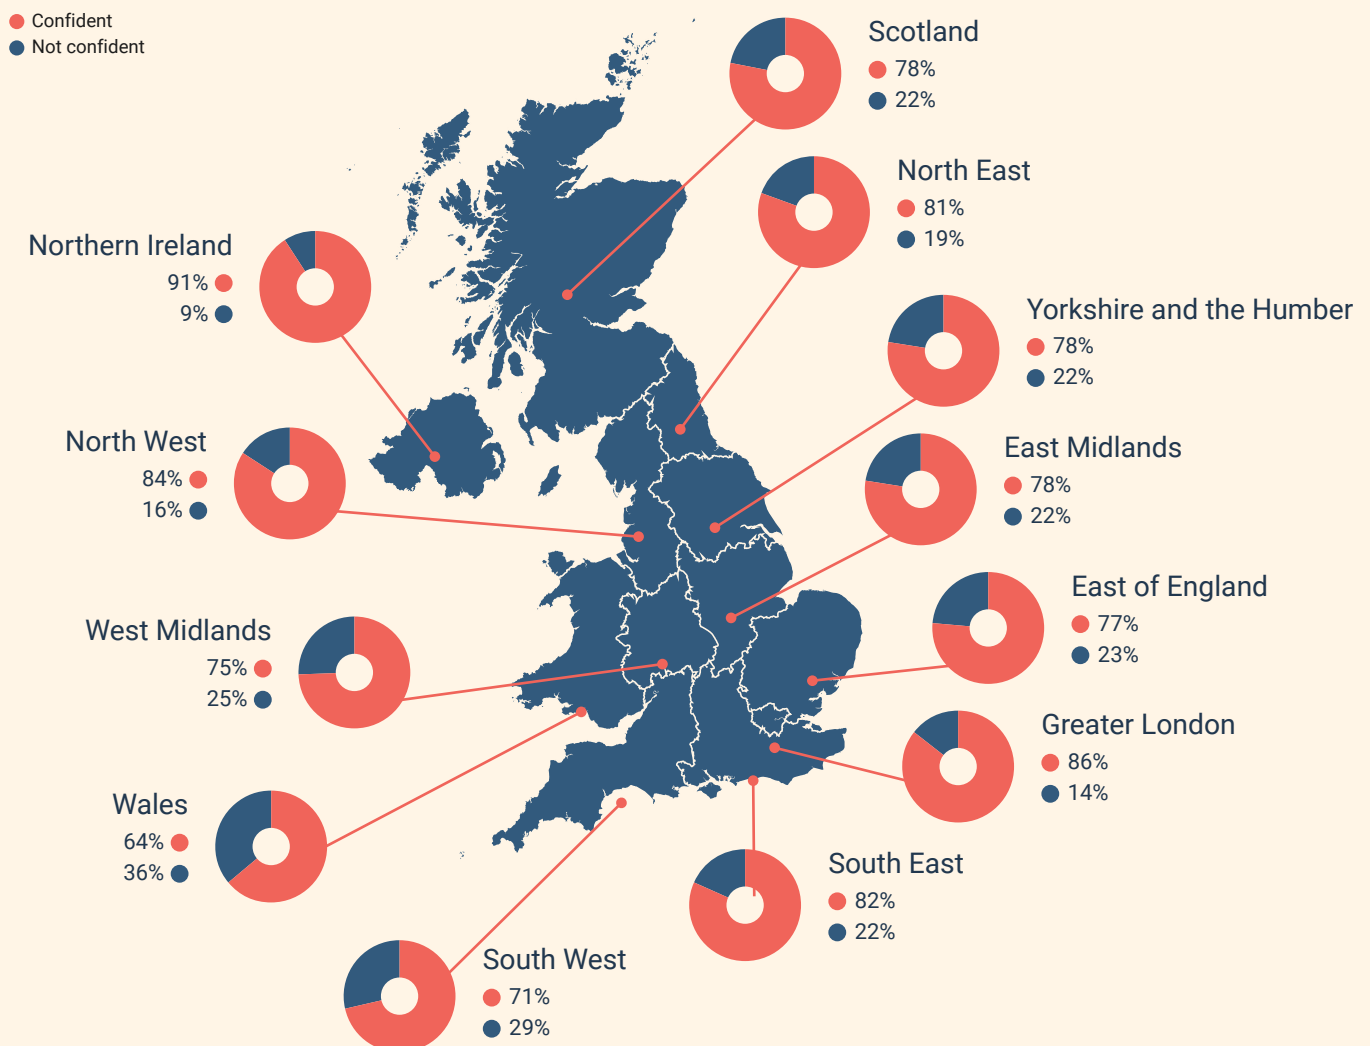 Confident
Not confident
Scotland
78%
22%
North East
81%
19%
Northern Ireland
91%
9%
Yorkshire and the Humber
78%
22%
North West
84%
16%
East Midlands
78%
22%
East of England
77%
23%
West Midlands
75%
25%
Greater London
86%
14%
Wales
64%
36%
South East
82%
22%
South West
71%
29%